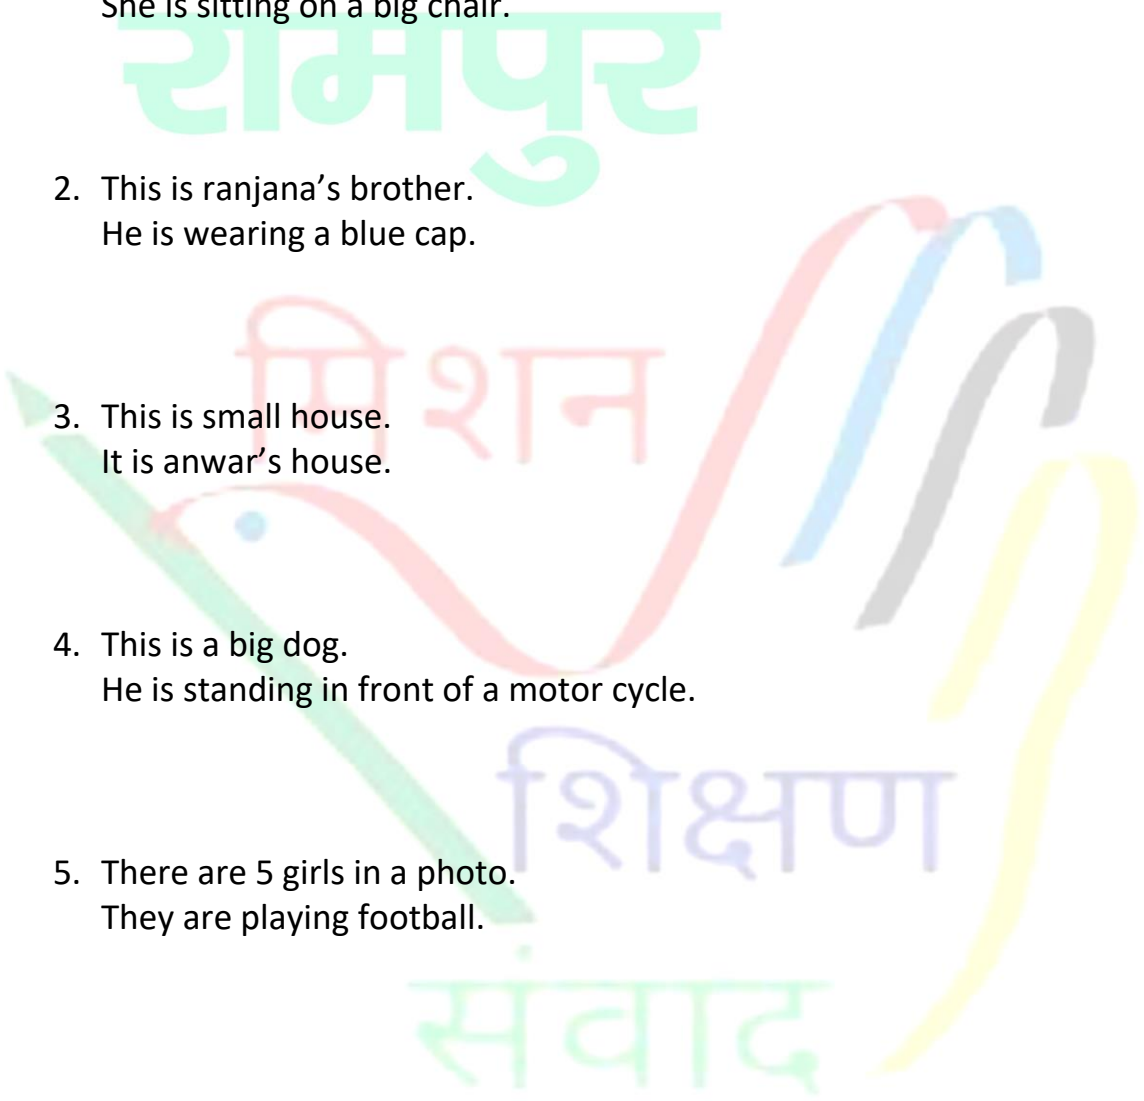 She is sitting on a big chair.
रामपुर
2. This is ranjana’s brother.
He is wearing a blue cap.
मिशन
3. This is small house.
It is anwar’s house.
4. This is a big dog.
He is standing in front of a motor cycle.
शिक्षण
5. There are 5 girls in a photo.
They are playing football.
संवाद